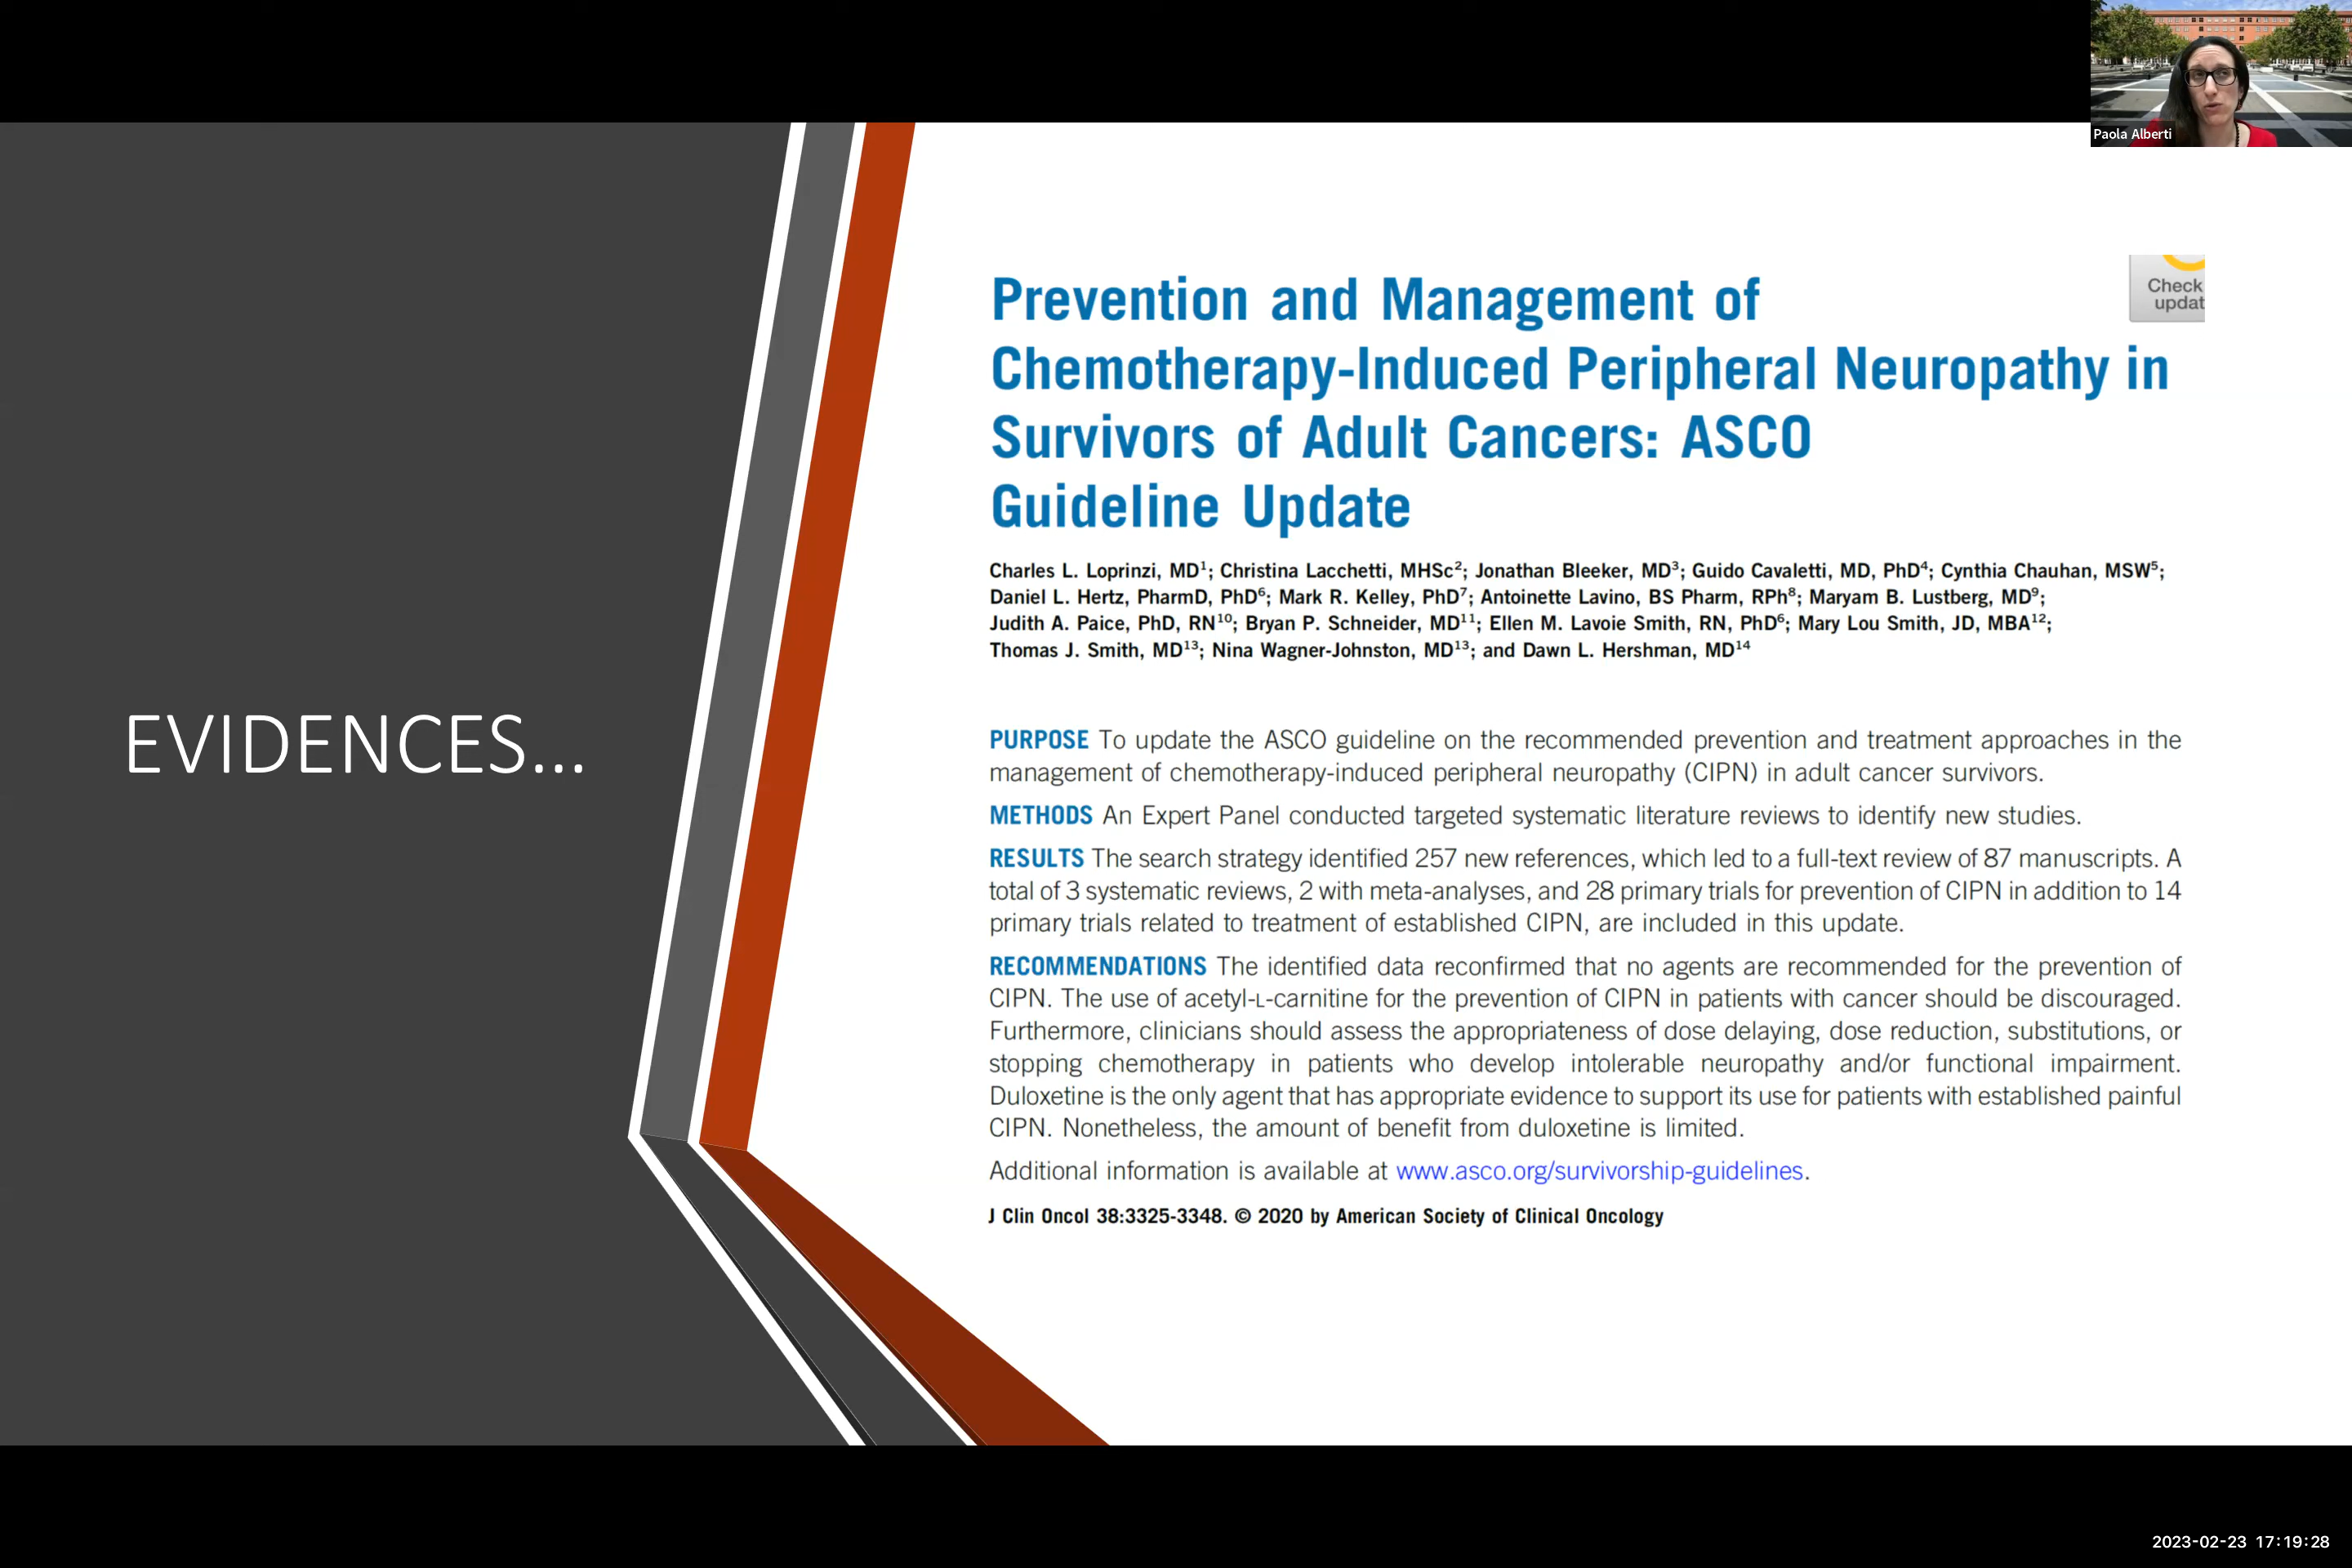 Paola Alberti
EVIDENCES...
Check
updat
Prevention and Management of
Chemotherapy-Induced Peripheral Neuropathy in
Survivors of Adult Cancers: ASCO
Guideline Update
Charles L. Loprinzi, MD¹; Christina Lacchetti, MHSc²; Jonathan Bleeker, MD³; Guido Cavaletti, MD, PhD⁴; Cynthia Chauhan, MSW⁵;
Daniel L. Hertz, PharmD, PhD⁶; Mark R. Kelley, PhD⁷; Antoinette Lavino, BS Pharm, RPh⁸; Maryam B. Lustberg, MD⁹;
Judith A. Paice, PhD, RN¹⁰; Bryan P. Schneider, MD¹¹; Ellen M. Lavoie Smith, RN, PhD⁶; Mary Lou Smith, JD, MBA¹²;
Thomas J. Smith, MD¹³; Nina Wagner-Johnston, MD¹³; and Dawn L. Hershman, MD¹⁴
PURPOSE To update the ASCO guideline on the recommended prevention and treatment approaches in the
management of chemotherapy-induced peripheral neuropathy (CIPN) in adult cancer survivors.
METHODS An Expert Panel conducted targeted systematic literature reviews to identify new studies.
RESULTS The search strategy identified 257 new references, which led to a full-text review of 87 manuscripts. A
total of 3 systematic reviews, 2 with meta-analyses, and 28 primary trials for prevention of CIPN in addition to 14
primary trials related to treatment of established CIPN, are included in this update.
RECOMMENDATIONS The identified data reconfirmed that no agents are recommended for the prevention of
CIPN. The use of acetyl-L-carnitine for the prevention of CIPN in patients with cancer should be discouraged.
Furthermore, clinicians should assess the appropriateness of dose delaying, dose reduction, substitutions, or
stopping chemotherapy in patients who develop intolerable neuropathy and/or functional impairment.
Duloxetine is the only agent that has appropriate evidence to support its use for patients with established painful
CIPN. Nonetheless, the amount of benefit from duloxetine is limited.
Additional information is available at www.asco.org/survivorship-guidelines.
J Clin Oncol 38:3325-3348. © 2020 by American Society of Clinical Oncology
2023-02-23 17:19:28